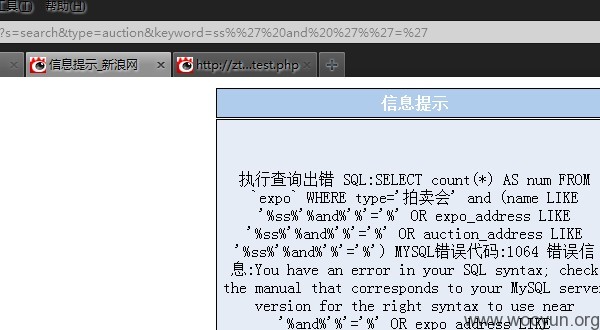 工具(T) 帮助(H)
?s=search&type=auction&keyword=ss%%27%20and%20%27%%27=%27
× 信息提示_新浪网 × http://zt...test.php × +
信息提示
执行查询出错 SQL:SELECT count(*) AS num FROM
`expo` WHERE type='拍卖会' and (name LIKE
'%ss%'%and%'%'='%' OR expo_address LIKE
'%ss%'%and%'%'='%' OR auction_address LIKE
'%ss%'%and%'%'='%') MYSQL错误代码:1064 错误信
息:You have an error in your SQL syntax; check
the manual that corresponds to your MySQL server
version for the right syntax to use near
'%and%'%'='%' OR expo_address LIKE
www.wooyun.org